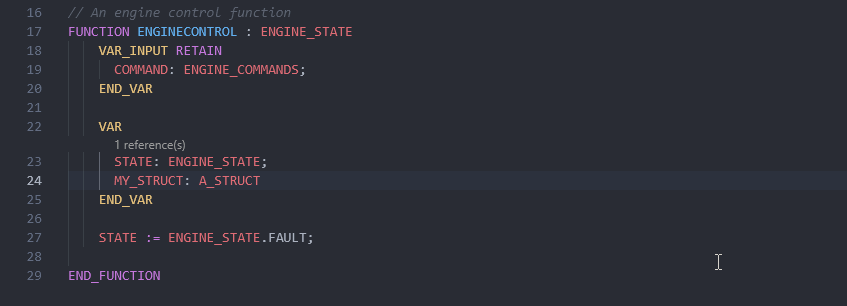 16 // An engine control function
17 FUNCTION ENGINECONTROL : ENGINE_STATE
18 VAR_INPUT RETAIN
19 COMMAND: ENGINE_COMMANDS;
20 END_VAR
21
22 VAR
1 reference(s)
23 STATE: ENGINE_STATE;
24 MY_STRUCT: A_STRUCT
25 END_VAR
26
27 STATE := ENGINE_STATE.FAULT;
28
29 END_FUNCTION